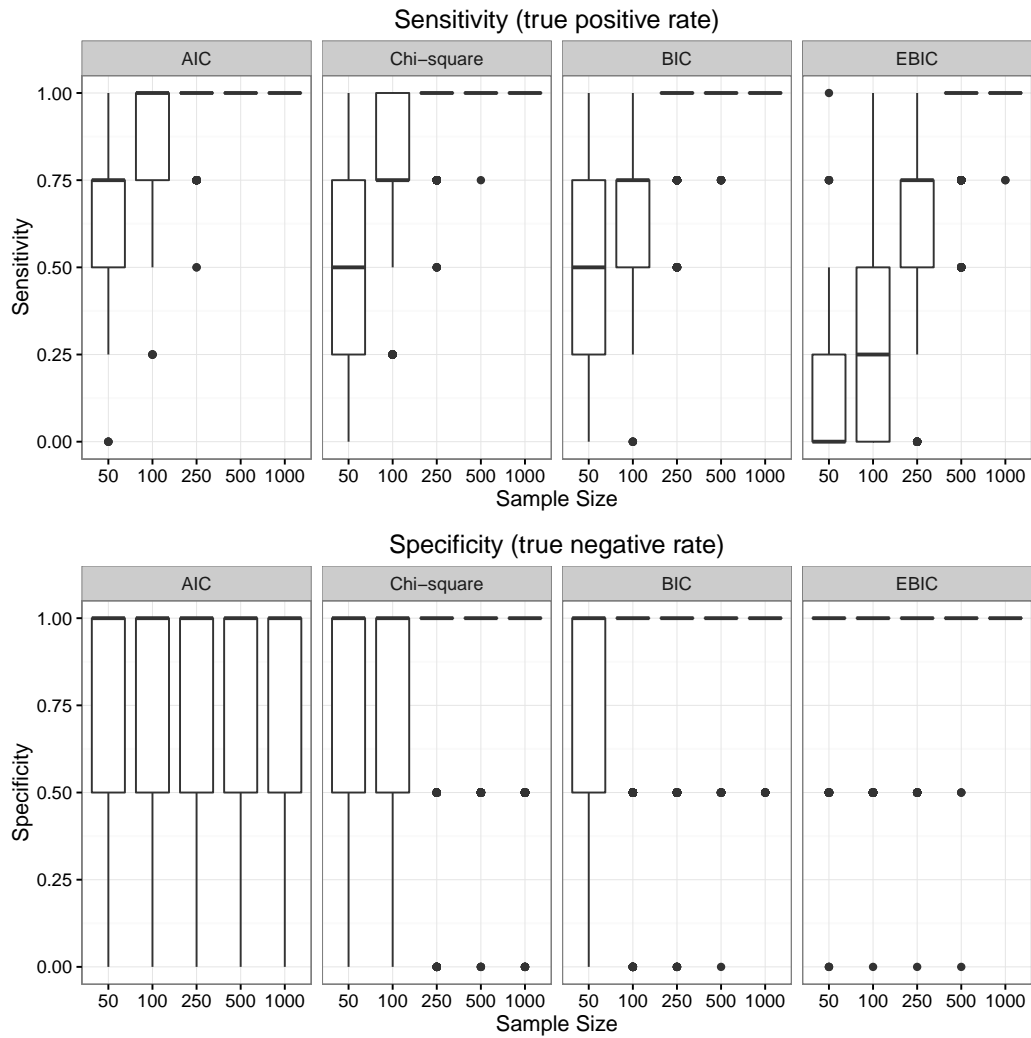 Sensitivity (true positive rate)
AIC Chi−square BIC EBIC
1.00
0.75
0.50
0.25
0.00
Sensitivity
50 100 250 500 1000 50 100 250 500 1000 50 100 250 500 1000 50 100 250 500 1000
Sample Size
Specificity (true negative rate)
AIC Chi−square BIC EBIC
1.00
0.75
0.50
0.25
0.00
Specificity
50 100 250 500 1000 50 100 250 500 1000 50 100 250 500 1000 50 100 250 500 1000
Sample Size